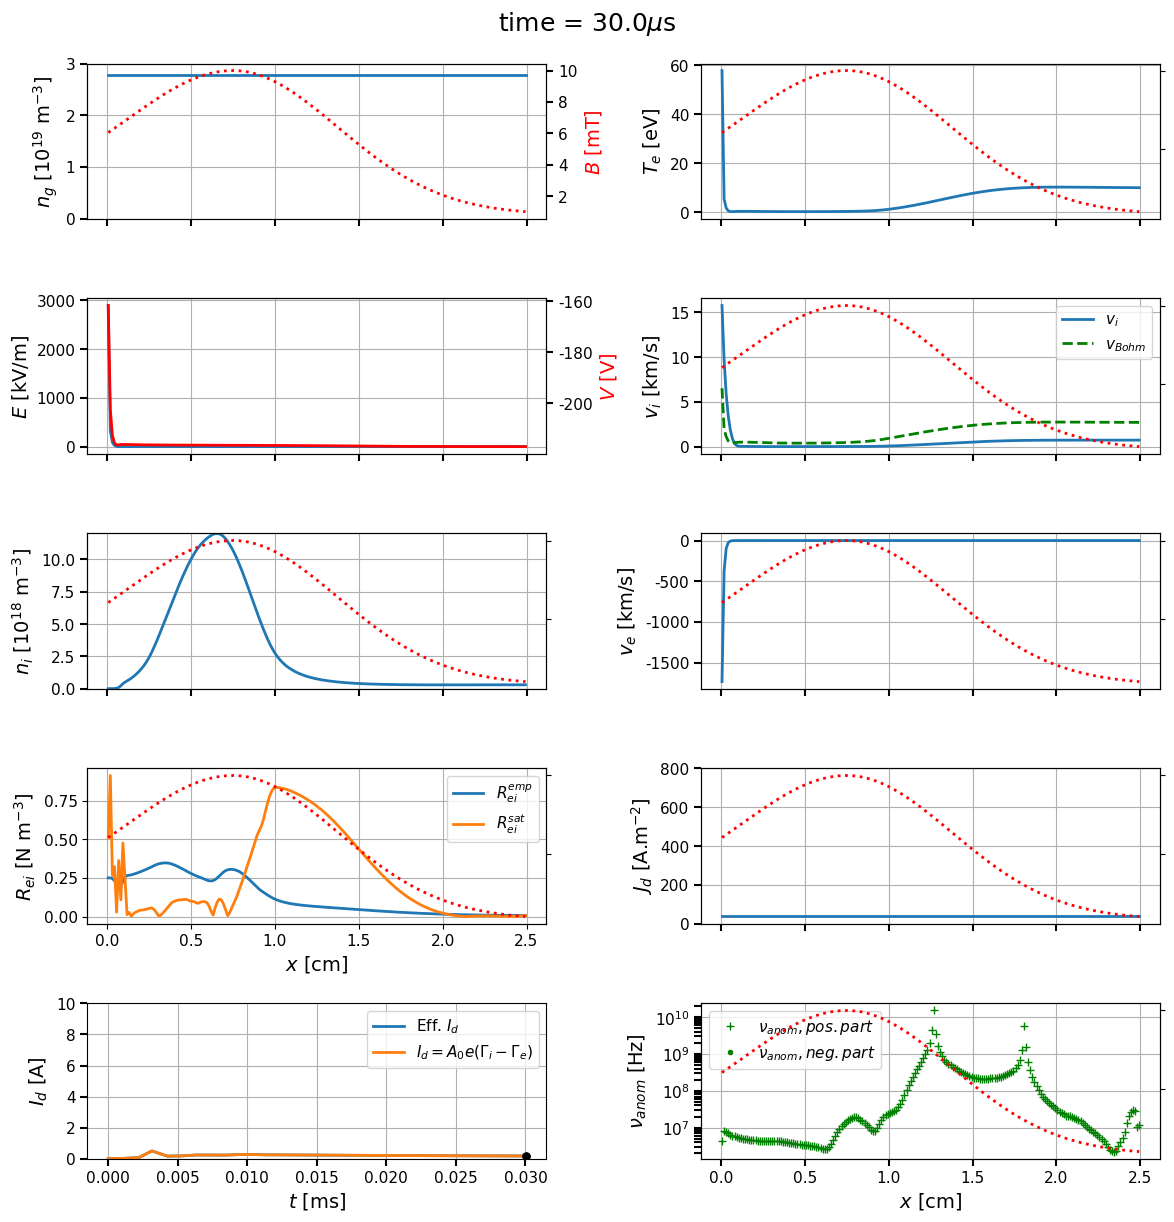 time = 30.0μs
n_g [10^19 m^−3]
3
2
1
0
10
8
6
4
2
B [mT]
T_e [eV]
60
40
20
0
E [kV/m]
3000
2000
1000
0
-160
-180
-200
V [V]
v_i [km/s]
15
10
5
0
v_i
v_Bohm
n_i [10^18 m^−3]
10.0
7.5
5.0
2.5
0.0
v_e [km/s]
0
-500
-1000
-1500
R_ei [N m^−3]
0.75
0.50
0.25
0.00
R_ei^emp
R_ei^sat
0.0 0.5 1.0 1.5 2.0 2.5
x [cm]
J_d [A.m^−2]
800
600
400
200
0
I_d [A]
10
8
6
4
2
0
Eff. I_d
I_d = A_0e(Γ_i − Γ_e)
0.000 0.005 0.010 0.015 0.020 0.025 0.030
t [ms]
ν_anom [Hz]
10^10
10^9
10^8
10^7
ν_anom, pos. part
ν_anom, neg. part
0.0 0.5 1.0 1.5 2.0 2.5
x [cm]